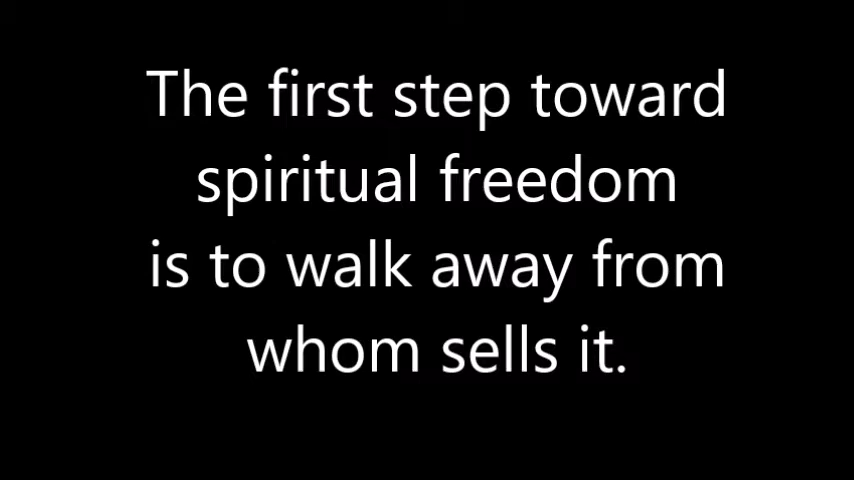 The first step toward
spiritual freedom
is to walk away from
whom sells it.